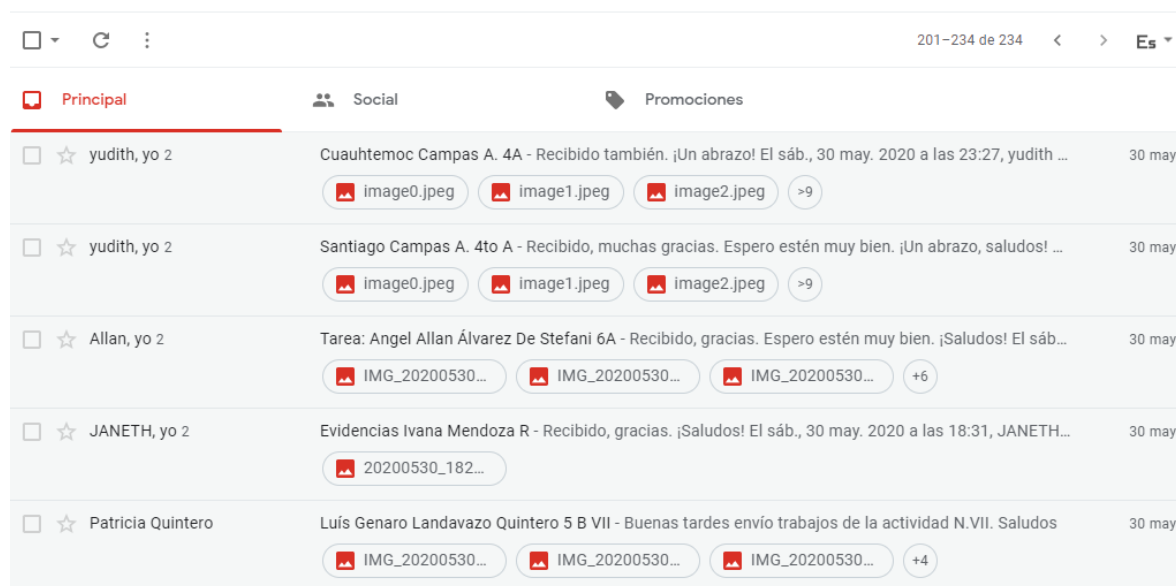 201–234 de 234 Es
Principal Social Promociones
yudith, yo 2 Cuauhtemoc Campas A. 4A - Recibido también. ¡Un abrazo! El sáb., 30 may. 2020 a las 23:27, yudith ... 30 may
image0.jpeg image1.jpeg image2.jpeg >9
yudith, yo 2 Santiago Campas A. 4to A - Recibido, muchas gracias. Espero estén muy bien. ¡Un abrazo, saludos! ... 30 may
image0.jpeg image1.jpeg image2.jpeg >9
Allan, yo 2 Tarea: Angel Allan Álvarez De Stefani 6A - Recibido, gracias. Espero estén muy bien. ¡Saludos! El sáb... 30 may
IMG_20200530... IMG_20200530... IMG_20200530... +6
JANETH, yo 2 Evidencias Ivana Mendoza R - Recibido, gracias. ¡Saludos! El sáb., 30 may. 2020 a las 18:31, JANETH... 30 may
20200530_182...
Patricia Quintero Luís Genaro Landavazo Quintero 5 B VII - Buenas tardes envío trabajos de la actividad N.VII. Saludos 30 may
IMG_20200530... IMG_20200530... IMG_20200530... +4